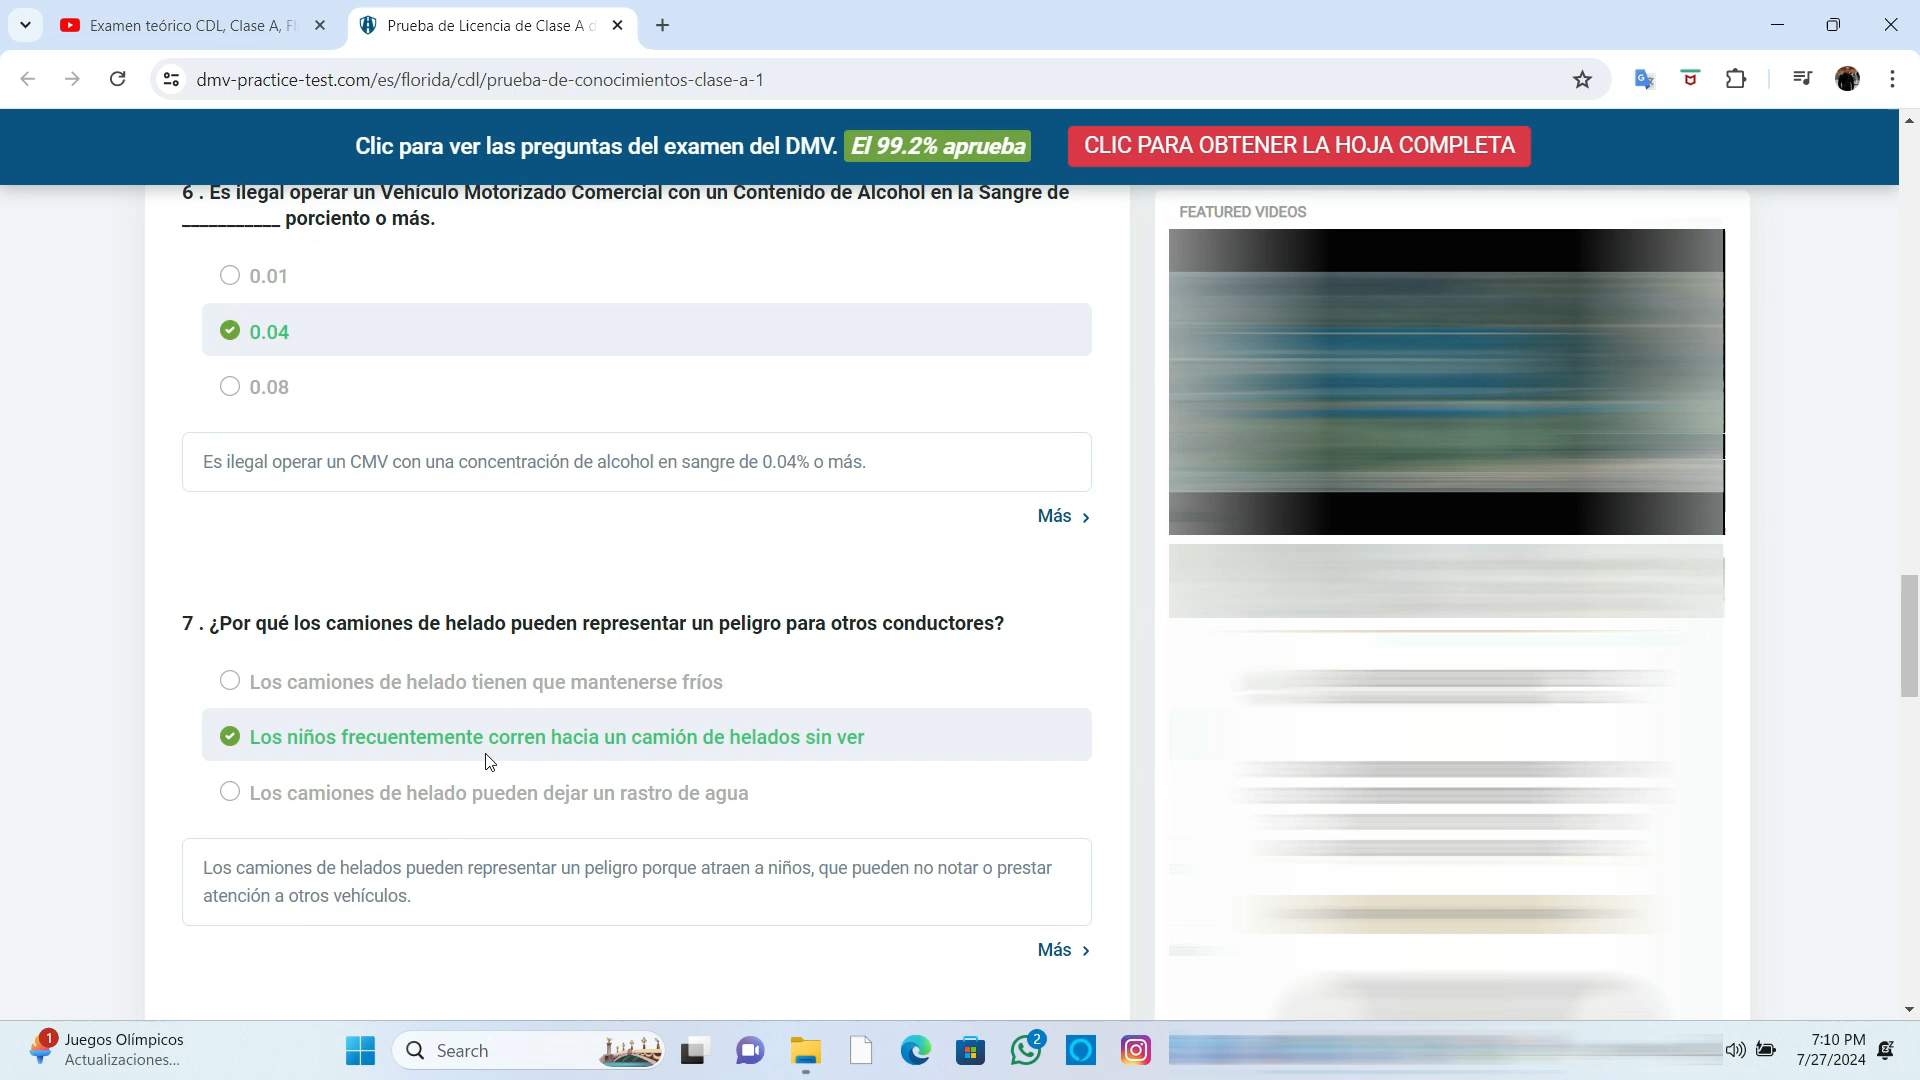 Examen teórico CDL, Clase A, Fl
Prueba de Licencia de Clase A d
dmv-practice-test.com/es/florida/cdl/prueba-de-conocimientos-clase-a-1
Clic para ver las preguntas del examen del DMV. El 99.2% aprueba
CLIC PARA OBTENER LA HOJA COMPLETA
6 . Es ilegal operar un Vehículo Motorizado Comercial con un Contenido de Alcohol en la Sangre de
___________ porciento o más.
0.01
0.04
0.08
Es ilegal operar un CMV con una concentración de alcohol en sangre de 0.04% o más.
Más
7 . ¿Por qué los camiones de helado pueden representar un peligro para otros conductores?
Los camiones de helado tienen que mantenerse fríos
Los niños frecuentemente corren hacia un camión de helados sin ver
Los camiones de helado pueden dejar un rastro de agua
Los camiones de helados pueden representar un peligro porque atraen a niños, que pueden no notar o prestar
atención a otros vehículos.
Más
FEATURED VIDEOS
1
Juegos Olímpicos
Actualizaciones...
Search
2
7:10 PM
7/27/2024